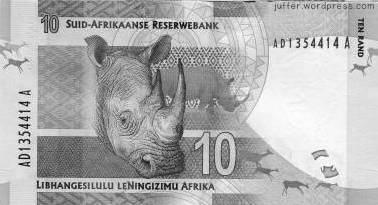 juffer.wordpress.com
10 SUID-AFRIKAANSE RESERWEBANK
TEN RAND
AD1354414 A
AD1354414 A
10
LIBHANGESILULU LENINGIZIMU AFRIKA